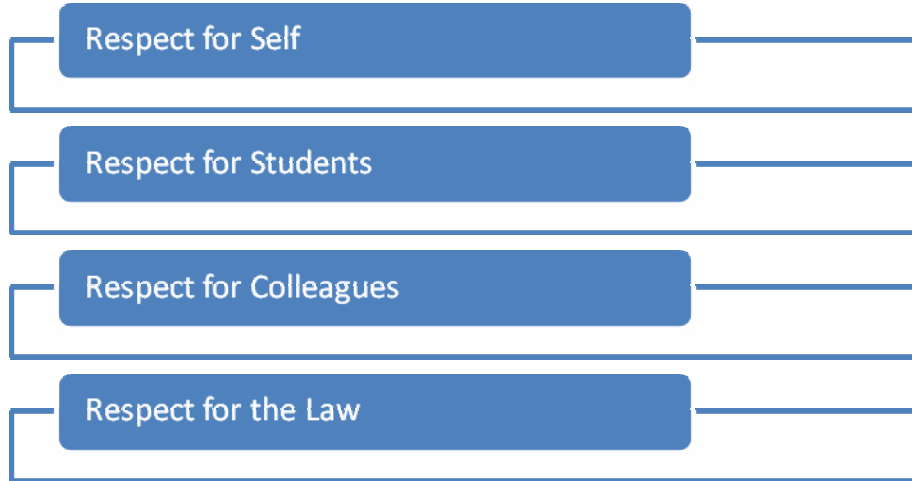 Respect for Self
Respect for Students
Respect for Colleagues
Respect for the Law